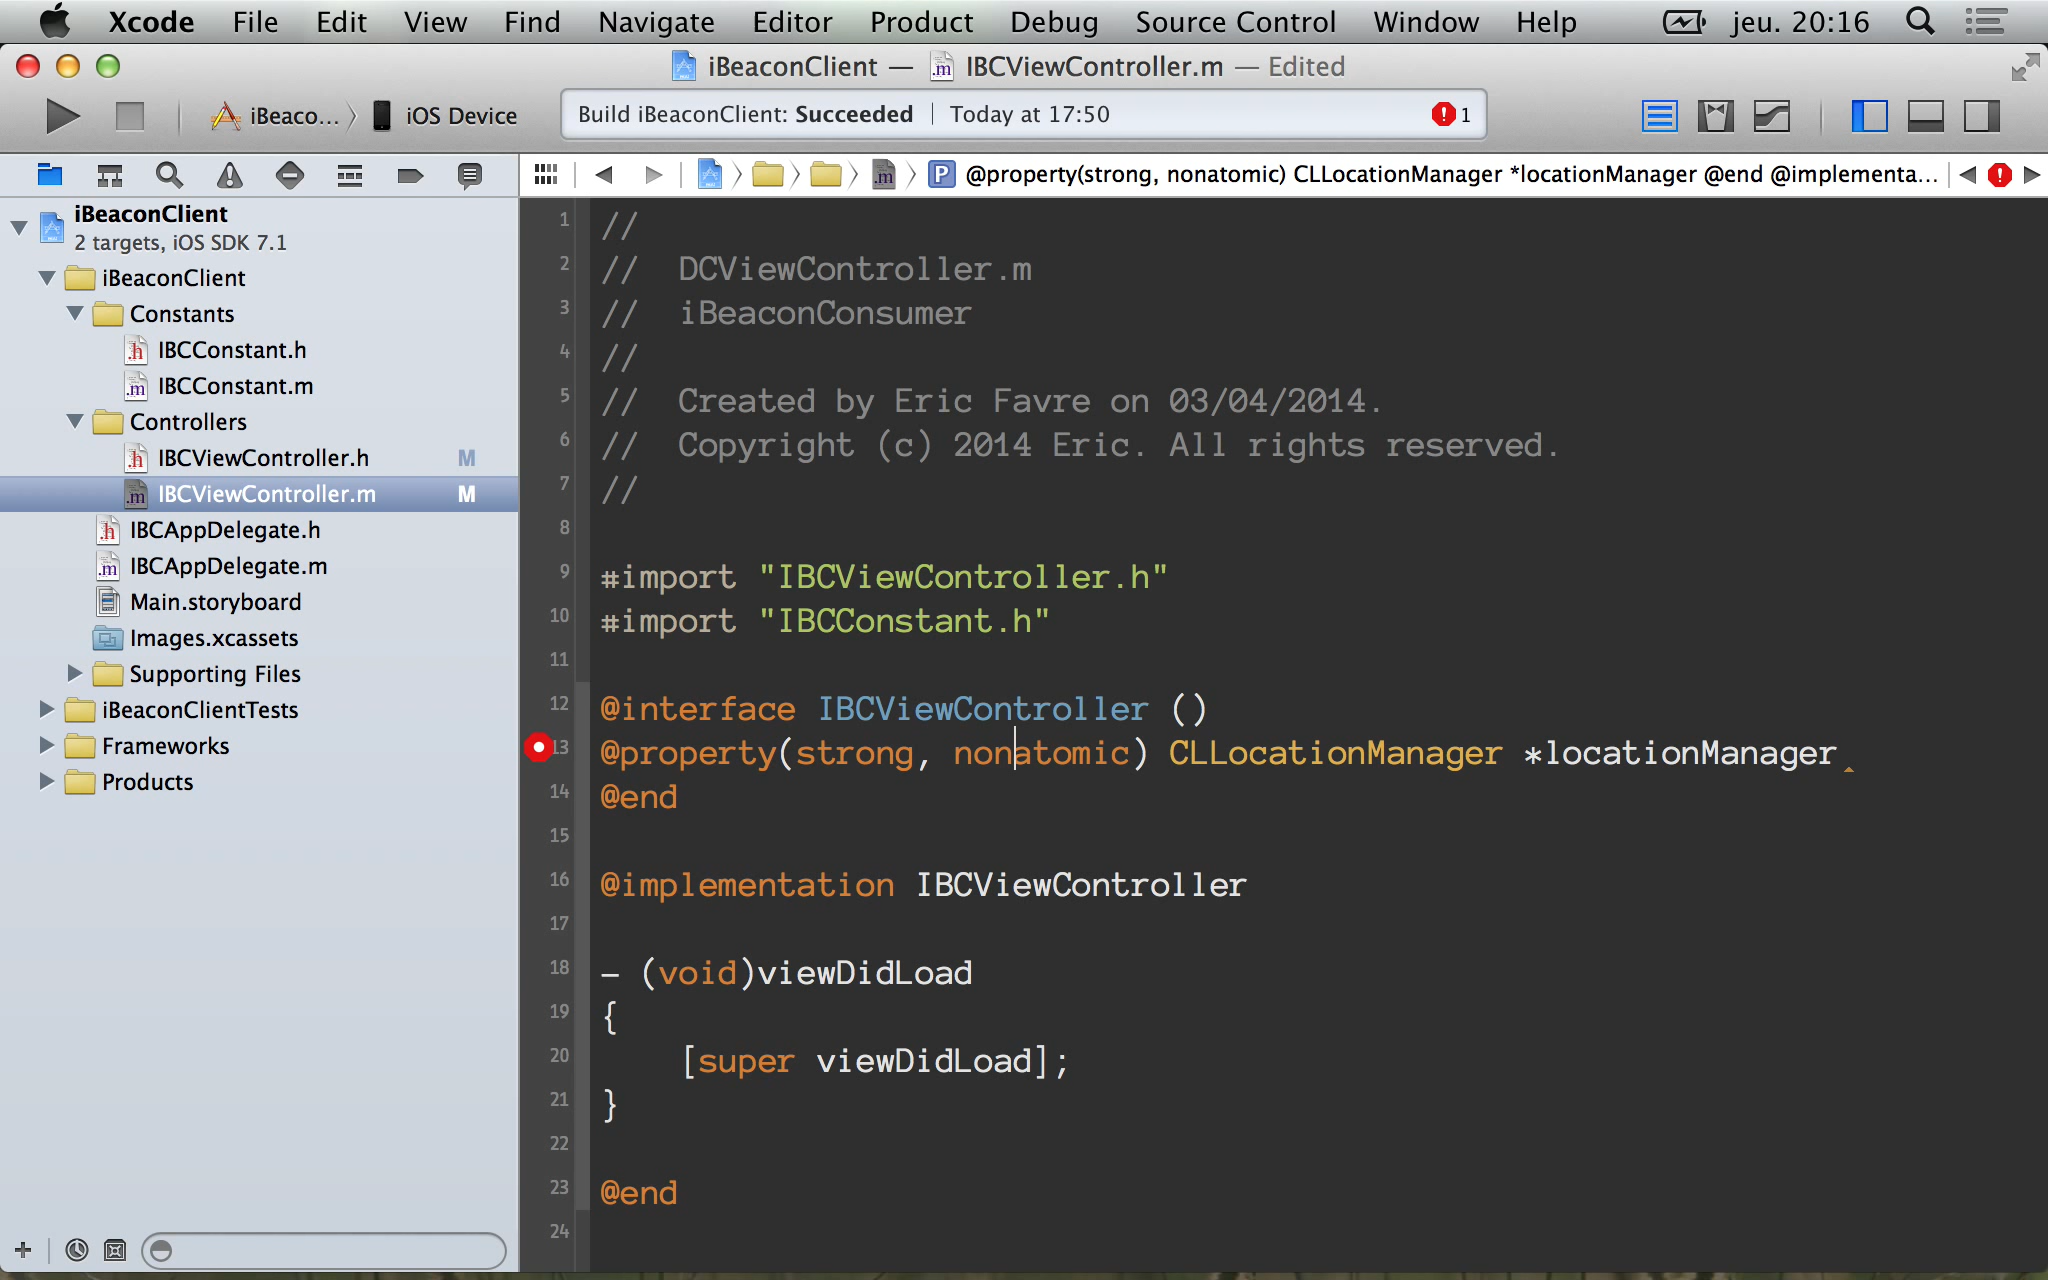 Xcode File Edit View Find Navigate Editor Product Debug Source Control Window Help jeu. 20:16
iBeaconClient — IBCViewController.m — Edited
iBeaco... iOS Device Build iBeaconClient: Succeeded | Today at 17:50 1
@property(strong, nonatomic) CLLocationManager *locationManager @end @implementa...
iBeaconClient
2 targets, iOS SDK 7.1
iBeaconClient
Constants
IBCConstant.h
IBCConstant.m
Controllers
IBCViewController.h M
IBCViewController.m M
IBCAppDelegate.h
IBCAppDelegate.m
Main.storyboard
Images.xcassets
Supporting Files
iBeaconClientTests
Frameworks
Products
1 //
2 //  DCViewController.m
3 //  iBeaconConsumer
4 //
5 //  Created by Eric Favre on 03/04/2014.
6 //  Copyright (c) 2014 Eric. All rights reserved.
7 //
8
9 #import "IBCViewController.h"
10 #import "IBCConstant.h"
11
12 @interface IBCViewController ()
13 @property(strong, nonatomic) CLLocationManager *locationManager
14 @end
15
16 @implementation IBCViewController
17
18 - (void)viewDidLoad
19 {
20     [super viewDidLoad];
21 }
22
23 @end
24